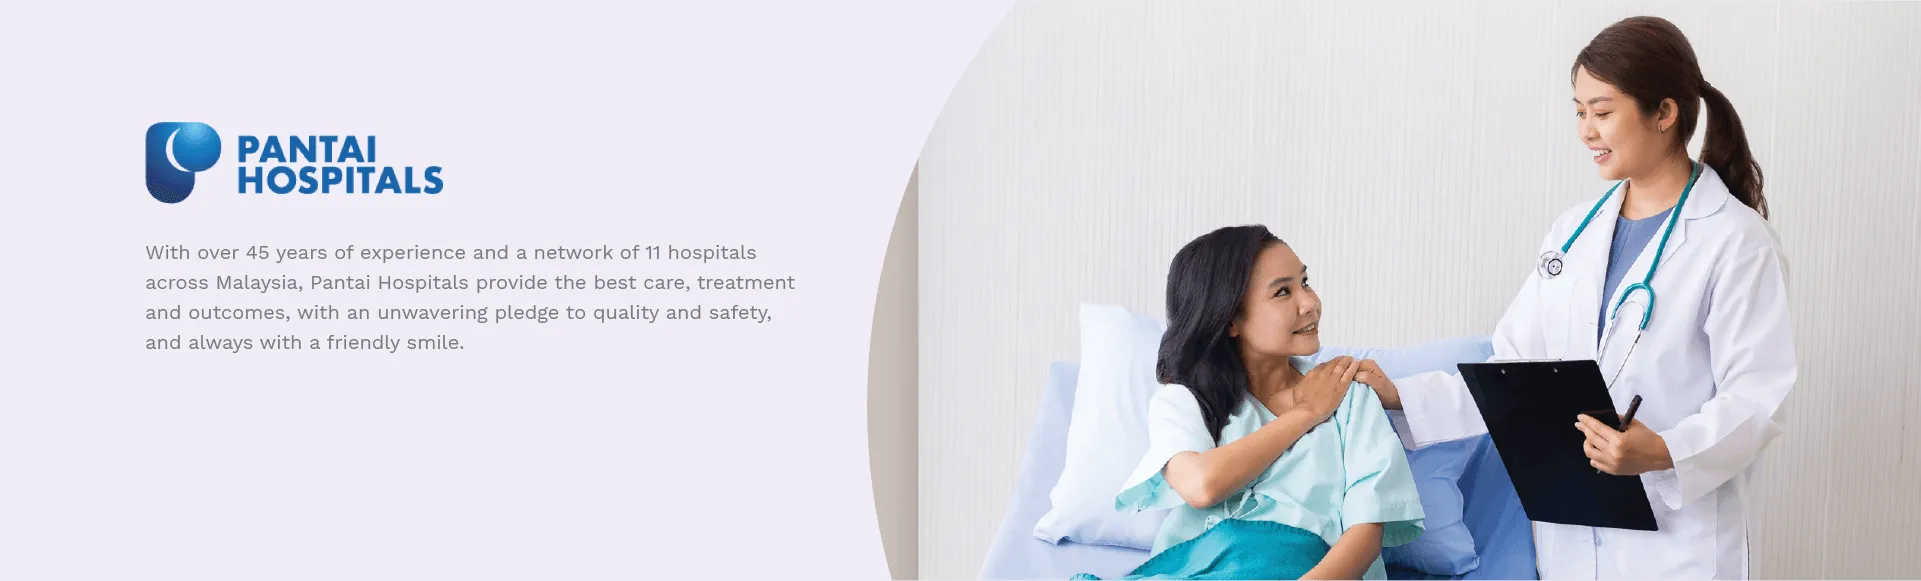 PANTAI
HOSPITALS
With over 45 years of experience and a network of 11 hospitals
across Malaysia, Pantai Hospitals provide the best care, treatment
and outcomes, with an unwavering pledge to quality and safety,
and always with a friendly smile.